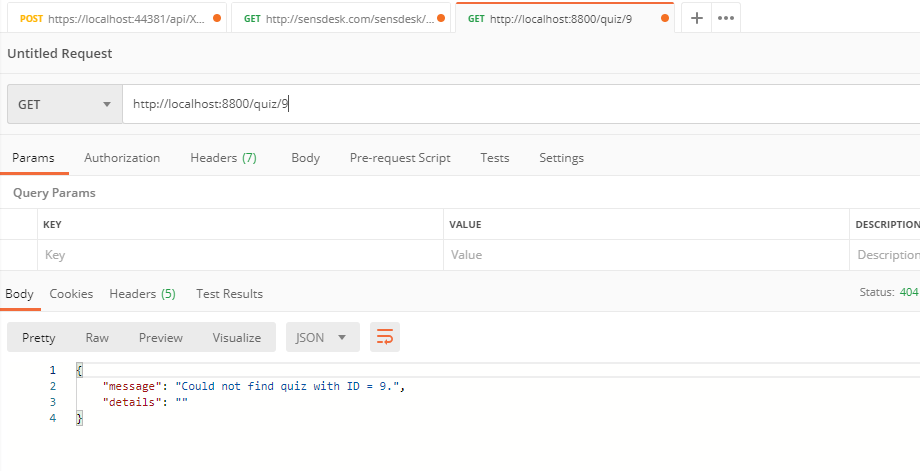 POST https://localhost:44381/api/X... GET http://sensdesk.com/sensdesk/... GET http://localhost:8800/quiz/9 + •••
Untitled Request
GET http://localhost:8800/quiz/9
Params Authorization Headers (7) Body Pre-request Script Tests Settings
Query Params
KEY VALUE DESCRIPTION
Key Value Description
Body Cookies Headers (5) Test Results Status: 404
Pretty Raw Preview Visualize JSON
1 {
2 "message": "Could not find quiz with ID = 9.",
3 "details": ""
4 }